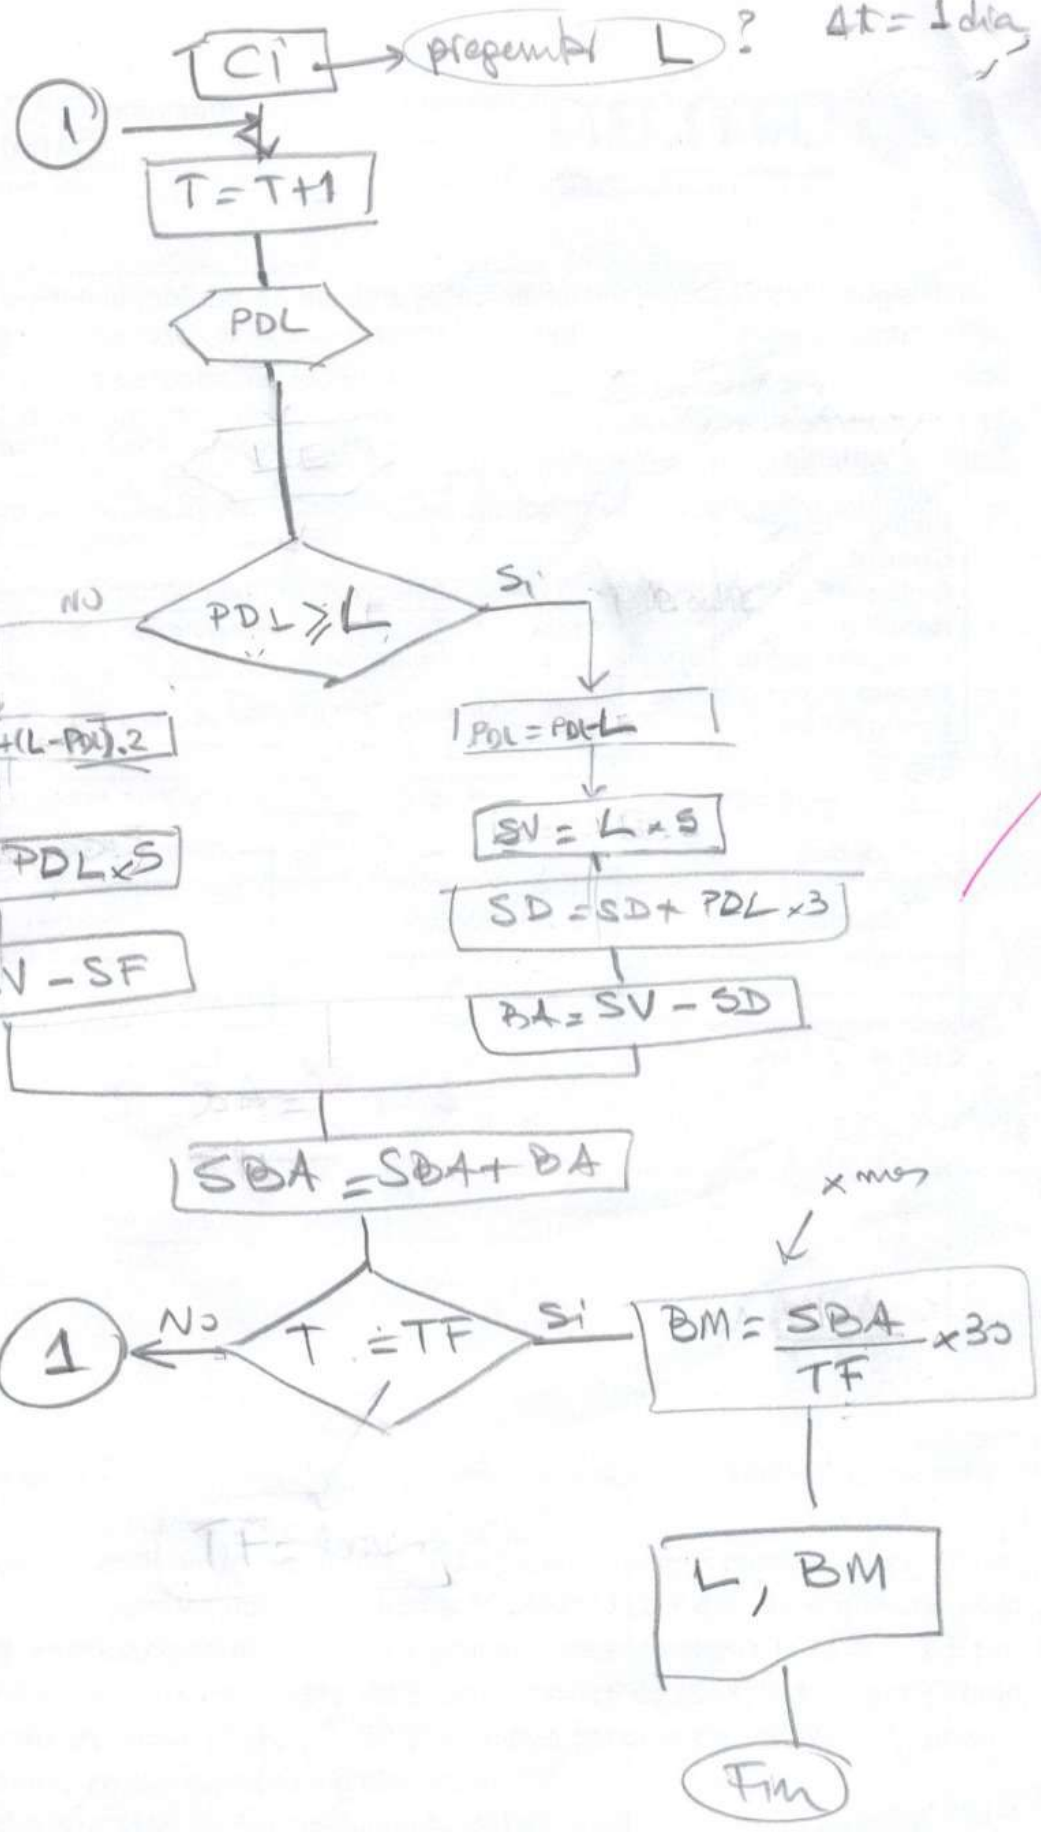 Ci → L ? Δt = 1 dia
1
T = T+1
PDL
NO PDL ≥ L Si
+(L-PDL).2
PDL = PDL-L
SV = L x 5
PDL x 5
SD = SD + PDL x 3
V - SF
BA = SV - SD
SBA = SBA + BA
x mes
1 No T = TF Si BM = SBA / TF x 30
L, BM
Fin